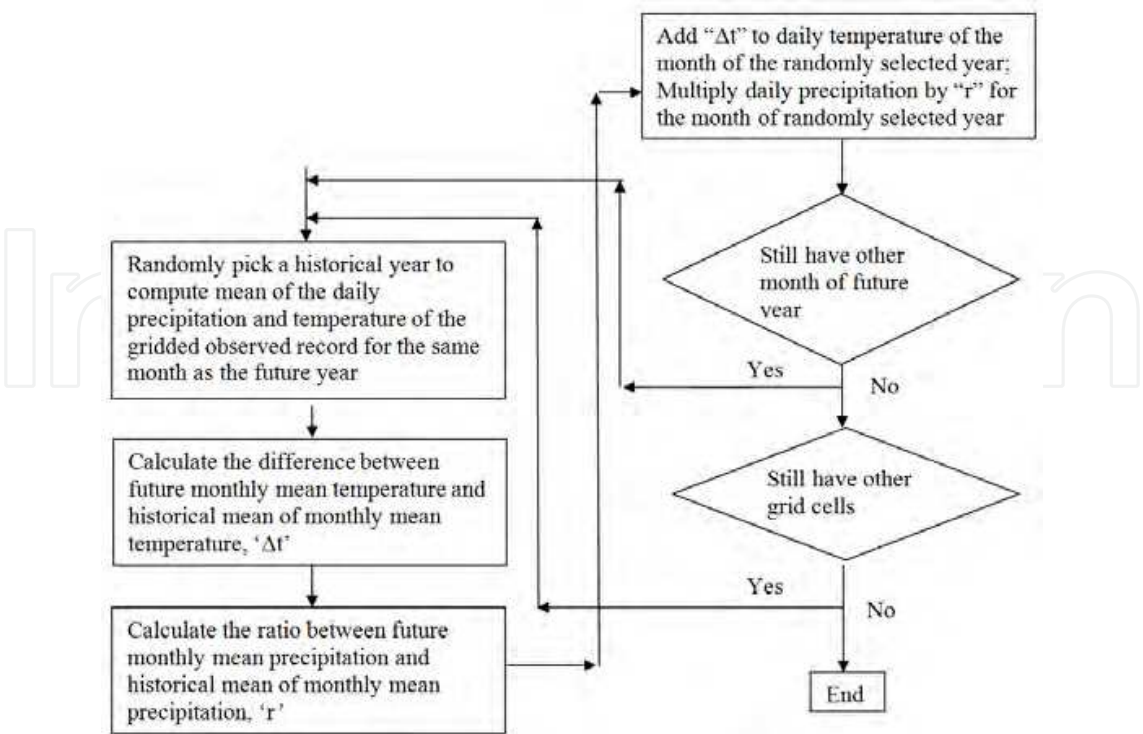 Randomly pick a historical year to
compute mean of the daily
precipitation and temperature of the
gridded observed record for the same
month as the future year
Calculate the difference between
future monthly mean temperature and
historical mean of monthly mean
temperature, ‘Δt’
Calculate the ratio between future
monthly mean precipitation and
historical mean of monthly mean
precipitation, ‘r’
Add “Δt” to daily temperature of the
month of the randomly selected year;
Multiply daily precipitation by “r” for
the month of randomly selected year
Still have other
month of future
year
Yes
No
Still have other
grid cells
Yes
No
End